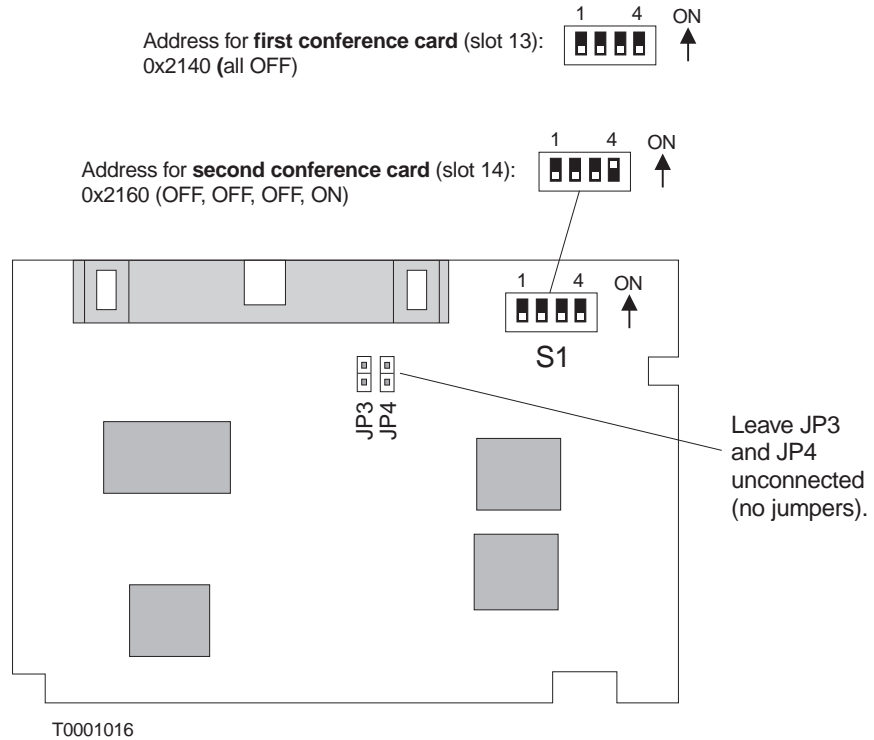 1 4 ON
Address for first conference card (slot 13):
0x2140 (all OFF)
1 4 ON
Address for second conference card (slot 14):
0x2160 (OFF, OFF, OFF, ON)
1 4 ON
S1
JP3
JP4
Leave JP3
and JP4
unconnected
(no jumpers).
T0001016